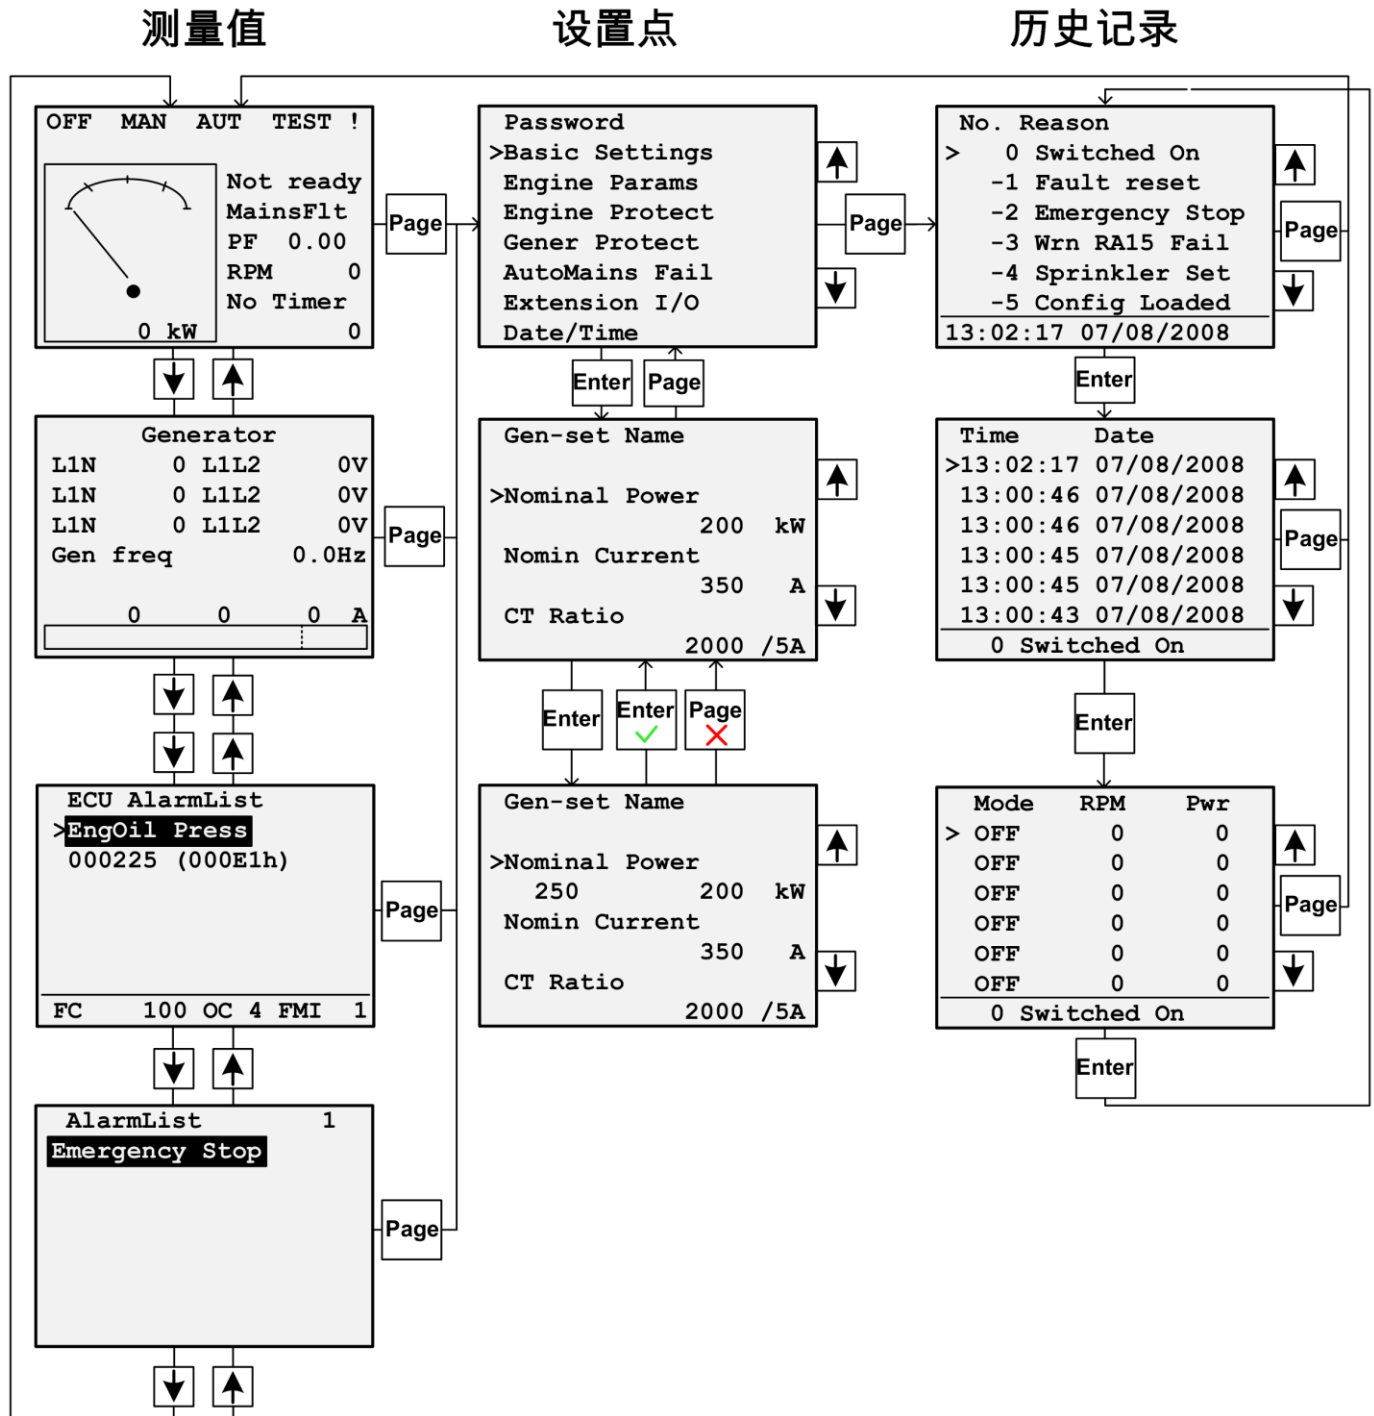 测量值
设置点
历史记录
OFF MAN AUT TEST !
Not ready
MainsFlt
PF 0.00
RPM 0
No Timer
0 kW 0
Page
Generator
L1N 0 L1L2 0V
L1N 0 L1L2 0V
L1N 0 L1L2 0V
Gen freq 0.0Hz
0 0 0 A
Page
ECU AlarmList
>EngOil Press
000225 (000E1h)
FC 100 OC 4 FMI 1
Page
AlarmList 1
Emergency Stop
Page
Password
>Basic Settings
Engine Params
Engine Protect
Gener Protect
AutoMains Fail
Extension I/O
Date/Time
Page
Enter
Page
Gen-set Name
>Nominal Power
200 kW
Nomin Current
350 A
CT Ratio
2000 /5A
Enter
Enter
Page
Gen-set Name
>Nominal Power
250 200 kW
Nomin Current
350 A
CT Ratio
2000 /5A
No. Reason
> 0 Switched On
-1 Fault reset
-2 Emergency Stop
-3 Wrn RA15 Fail
-4 Sprinkler Set
-5 Config Loaded
13:02:17 07/08/2008
Page
Enter
Time Date
>13:02:17 07/08/2008
13:00:46 07/08/2008
13:00:46 07/08/2008
13:00:45 07/08/2008
13:00:45 07/08/2008
13:00:43 07/08/2008
0 Switched On
Page
Enter
Mode RPM Pwr
> OFF 0 0
OFF 0 0
OFF 0 0
OFF 0 0
OFF 0 0
OFF 0 0
0 Switched On
Page
Enter